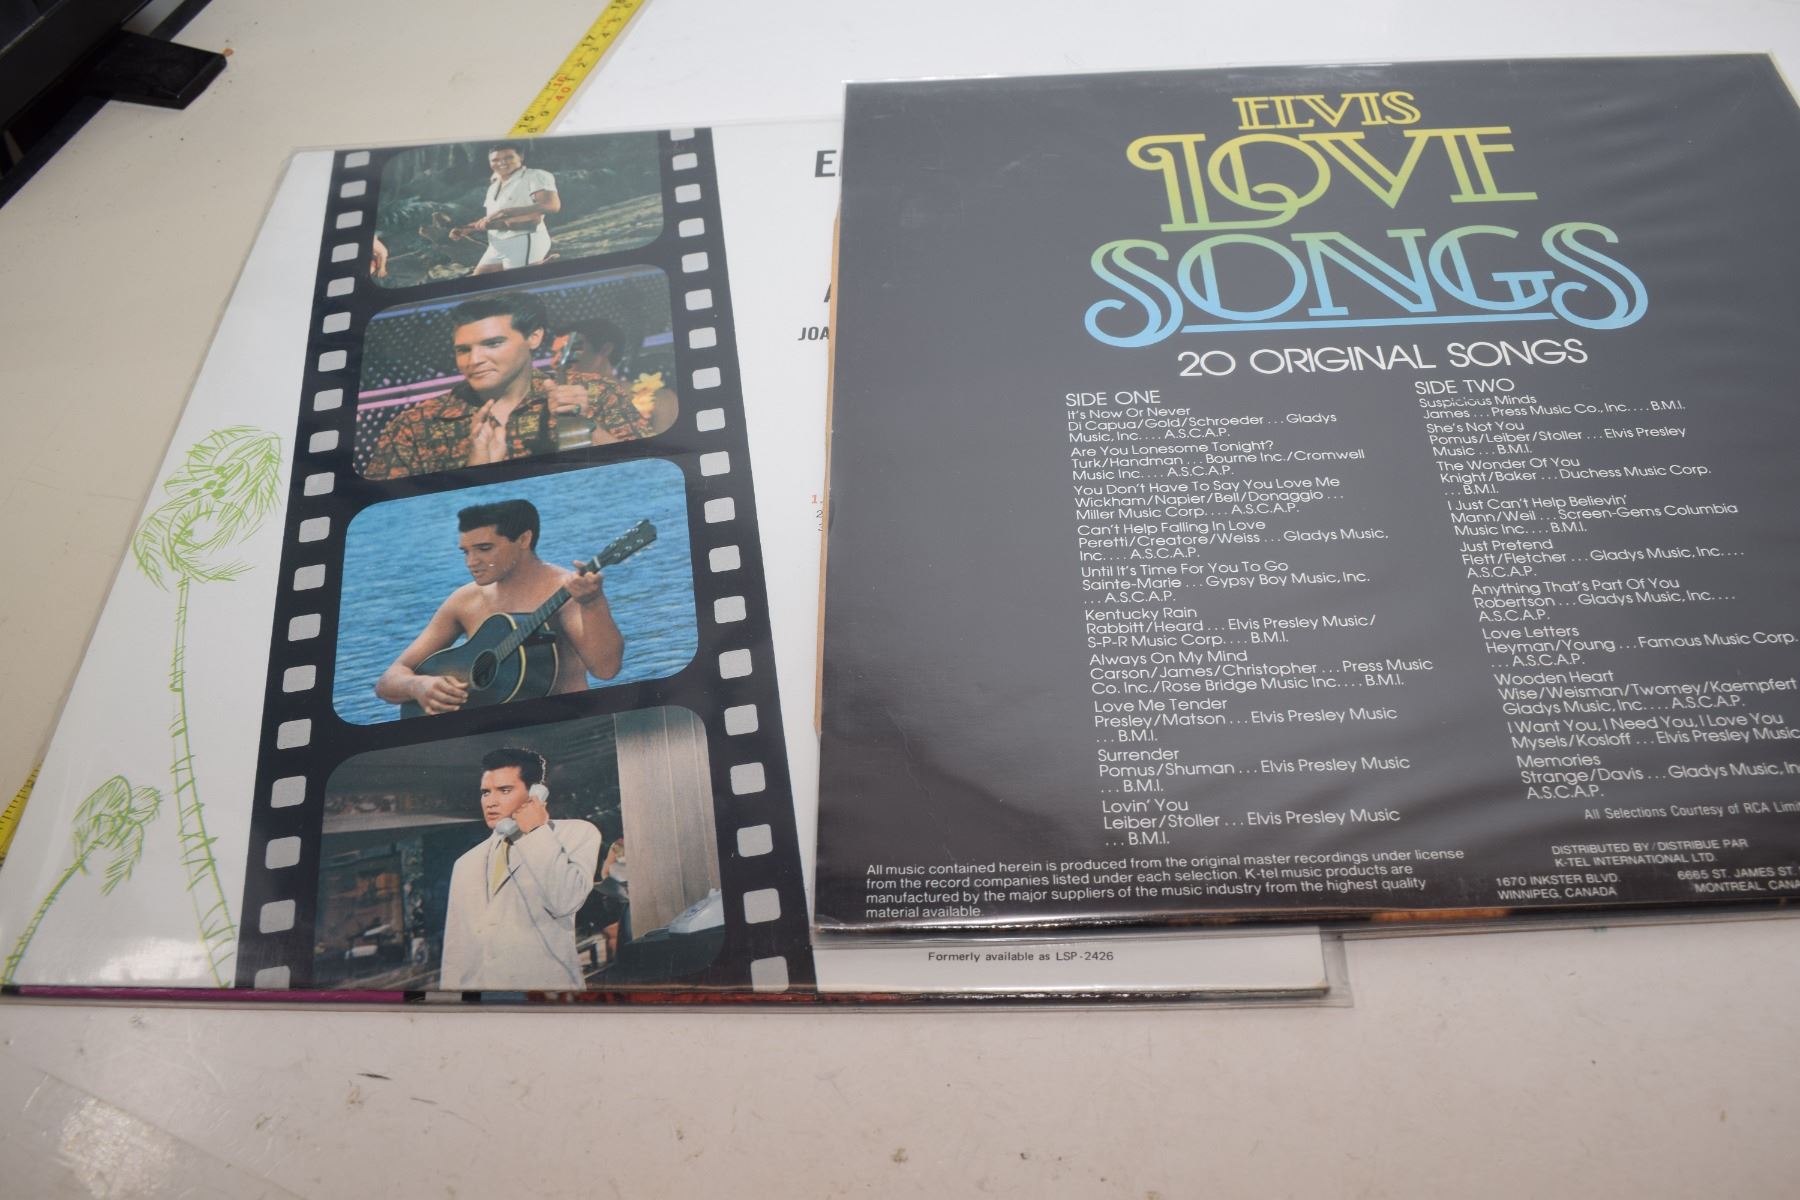 ELVIS
LOVE
SONGS
20 ORIGINAL SONGS
SIDE ONE
It's Now Or Never
Di Capua/Gold/Schroeder...Gladys
Music, Inc.... A.S.C.A.P.
Are You Lonesome Tonight?
Turk/Handman...Bourne Inc./Cromwell
Music Inc.... A.S.C.A.P.
You Don't Have To Say You Love Me
Wickham/Napier/Bell/Donaggio...
Miller Music Corp.... A.S.C.A.P.
Can't Help Falling In Love
Peretti/Creatore/Weiss...Gladys Music,
Inc.... A.S.C.A.P.
Until It's Time For You To Go
Sainte-Marie...Gypsy Boy Music, Inc.
...A.S.C.A.P.
Kentucky Rain
Rabbitt/Heard...Elvis Presley Music/
S-P-R Music Corp.... B.M.I.
Always On My Mind
Carson/James/Christopher...Press Music
Co. Inc./Rose Bridge Music Inc.... B.M.I.
Love Me Tender
Presley/Matson...Elvis Presley Music
...B.M.I.
Surrender
Pomus/Shuman...Elvis Presley Music
...B.M.I.
Lovin' You
Leiber/Stoller...Elvis Presley Music
...B.M.I.
SIDE TWO
Suspicious Minds
James...Press Music Co., Inc.... B.M.I.
She's Not You
Pomus/Leiber/Stoller...Elvis Presley
Music...B.M.I.
The Wonder Of You
Knight/Baker...Duchess Music Corp.
...B.M.I.
I Just Can't Help Believin'
Mann/Weil...Screen-Gems Columbia
Music Inc.... B.M.I.
Just Pretend
Flett/Fletcher...Gladys Music, Inc....
A.S.C.A.P.
Anything That's Part Of You
Robertson...Gladys Music, Inc....
A.S.C.A.P.
Love Letters
Heyman/Young...Famous Music Corp.
...A.S.C.A.P.
Wooden Heart
Wise/Weisman/Twomey/Kaempfert
Gladys Music, Inc.... A.S.C.A.P.
I Want You, I Need You, I Love You
Mysels/Kosloff...Elvis Presley Music
Memories
Strange/Davis...Gladys Music, In
A.S.C.A.P.
All Selections Courtesy of RCA Limit
All music contained herein is produced from the original master recordings under license
from the record companies listed under each selection. K-tel music products are
manufactured by the major suppliers of the music industry from the highest quality
material available.
DISTRIBUTED BY/DISTRIBUE PAR
K-TEL INTERNATIONAL LTD.
1670 INKSTER BLVD.
WINNIPEG, CANADA
6665 ST. JAMES ST.
MONTREAL, CANA
JOA
1.
Formerly available as LSP-2426